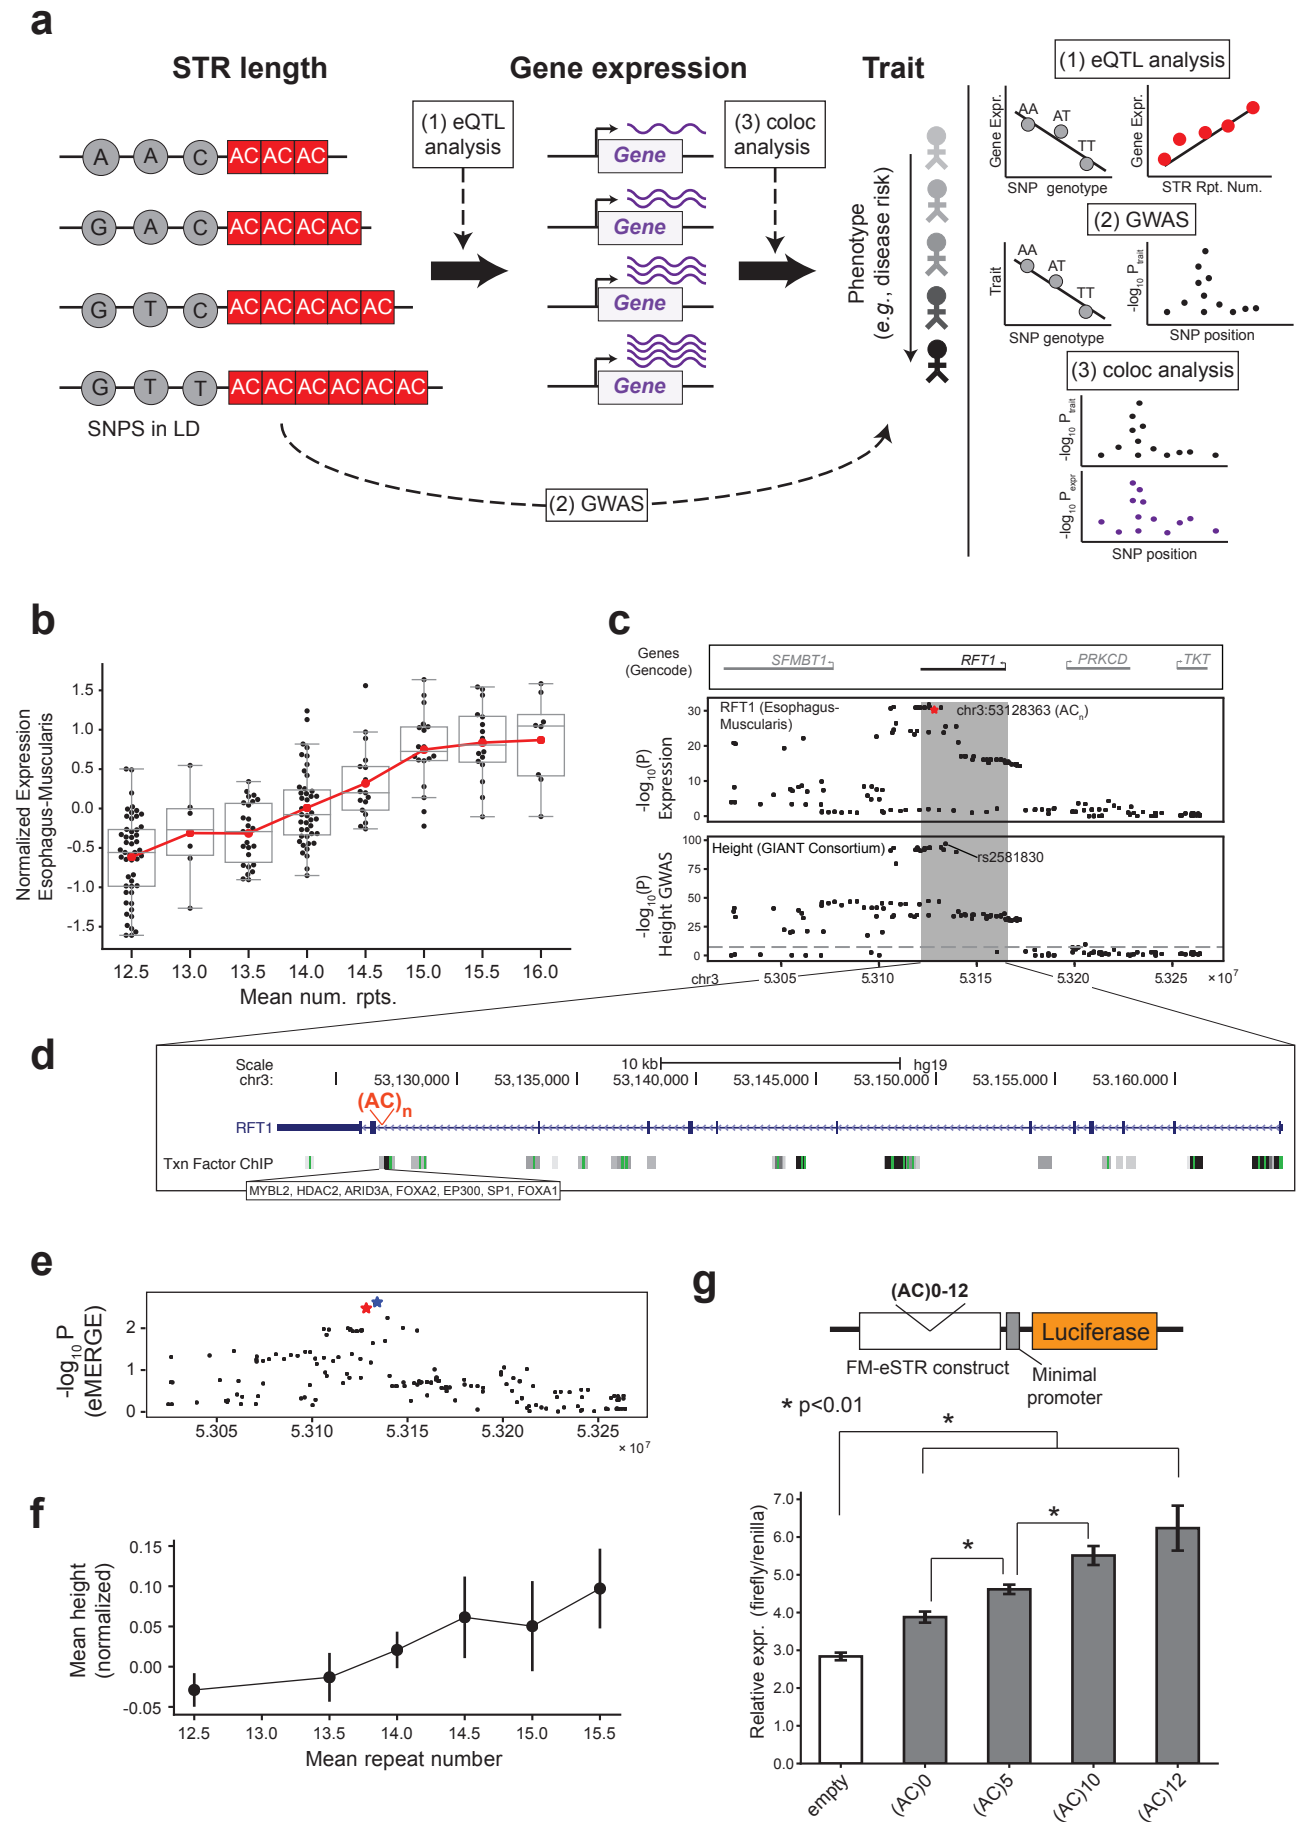 a
STR length
Gene expression
Trait
(1) eQTL analysis
(1) eQTL
analysis
(3) coloc
analysis
A A C AC AC AC
G A C AC AC AC AC
G T C AC AC AC AC AC
G T T AC AC AC AC AC AC
SNPS in LD
Gene
Gene
Gene
Gene
Phenotype
(e.g., disease risk)
(2) GWAS
Gene Expr.
AA
AT
TT
SNP genotype
Gene Expr.
STR Rpt. Num.
(2) GWAS
Trait
AA
AT
TT
SNP genotype
-log10 Ptrait
SNP position
(3) coloc analysis
-log10 Ptrait
-log10 Pexpr
SNP position
b
Normalized Expression
Esophagus-Muscularis
1.5
1.0
0.5
0.0
-0.5
-1.0
-1.5
12.5 13.0 13.5 14.0 14.5 15.0 15.5 16.0
Mean num. rpts.
c
Genes
(Gencode)
SFMBT1
RFT1
PRKCD
TKT
RFT1 (Esophagus-
Muscularis)
chr3:53128363 (ACn)
-log10(P)
Expression
30
20
10
0
Height (GIANT Consortium)
rs2581830
-log10(P)
Height GWAS
100
75
50
25
0
chr3 5.305 5.310 5.315 5.320 5.325 × 10⁷
d
Scale 10 kb hg19
chr3: 53,130,000 53,135,000 53,140,000 53,145,000 53,150,000 53,155,000 53,160,000
(AC)n
RFT1
Txn Factor ChIP
MYBL2, HDAC2, ARID3A, FOXA2, EP300, SP1, FOXA1
e
-log10 P
(eMERGE)
2
1
0
5.305 5.310 5.315 5.320 5.325
× 10⁷
f
Mean height
(normalized)
0.15
0.10
0.05
0.00
-0.05
12.5 13.0 13.5 14.0 14.5 15.0 15.5
Mean repeat number
g
(AC)0-12
Luciferase
FM-eSTR construct
Minimal
promoter
* p<0.01
*
*
*
Relative expr. (firefly/renilla)
7.0
6.0
5.0
4.0
3.0
2.0
1.0
0.0
empty
(AC)0
(AC)5
(AC)10
(AC)12